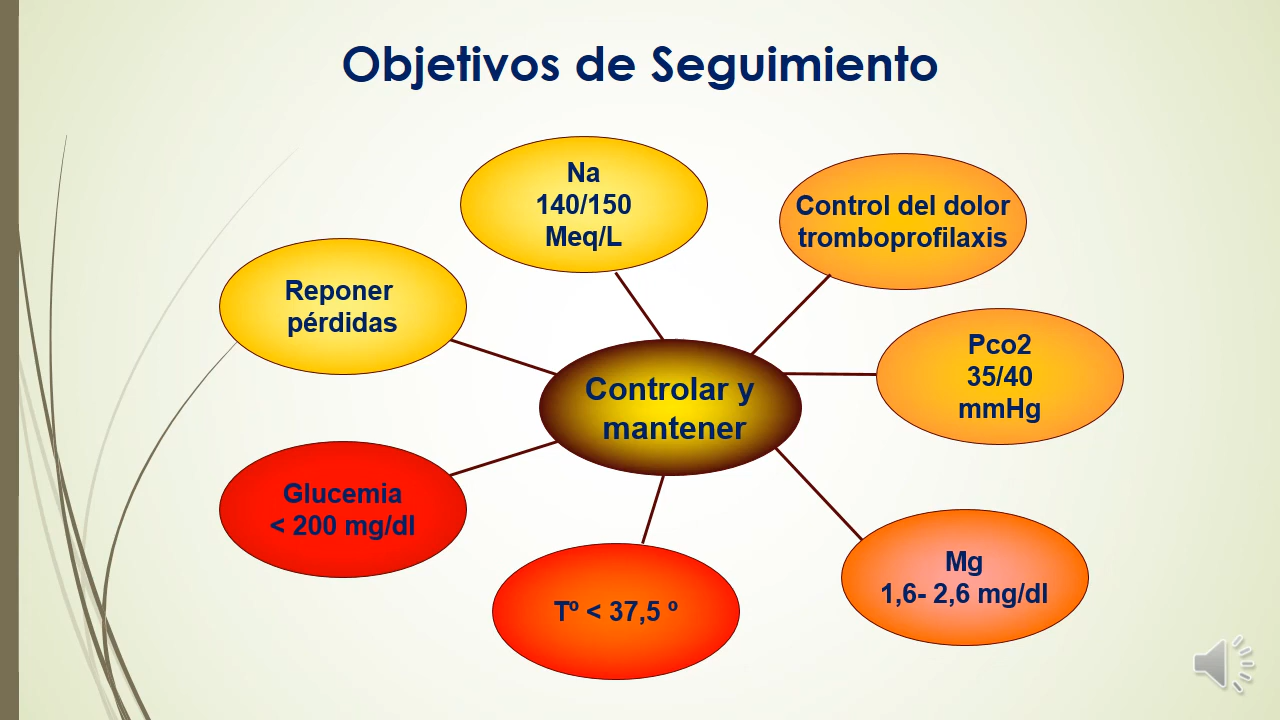 Objetivos de Seguimiento
Na
140/150
Meq/L
Control del dolor
tromboprofilaxis
Reponer
pérdidas
Pco2
35/40
mmHg
Controlar y
mantener
Glucemia
< 200 mg/dl
Mg
1,6- 2,6 mg/dl
Tº < 37,5 º